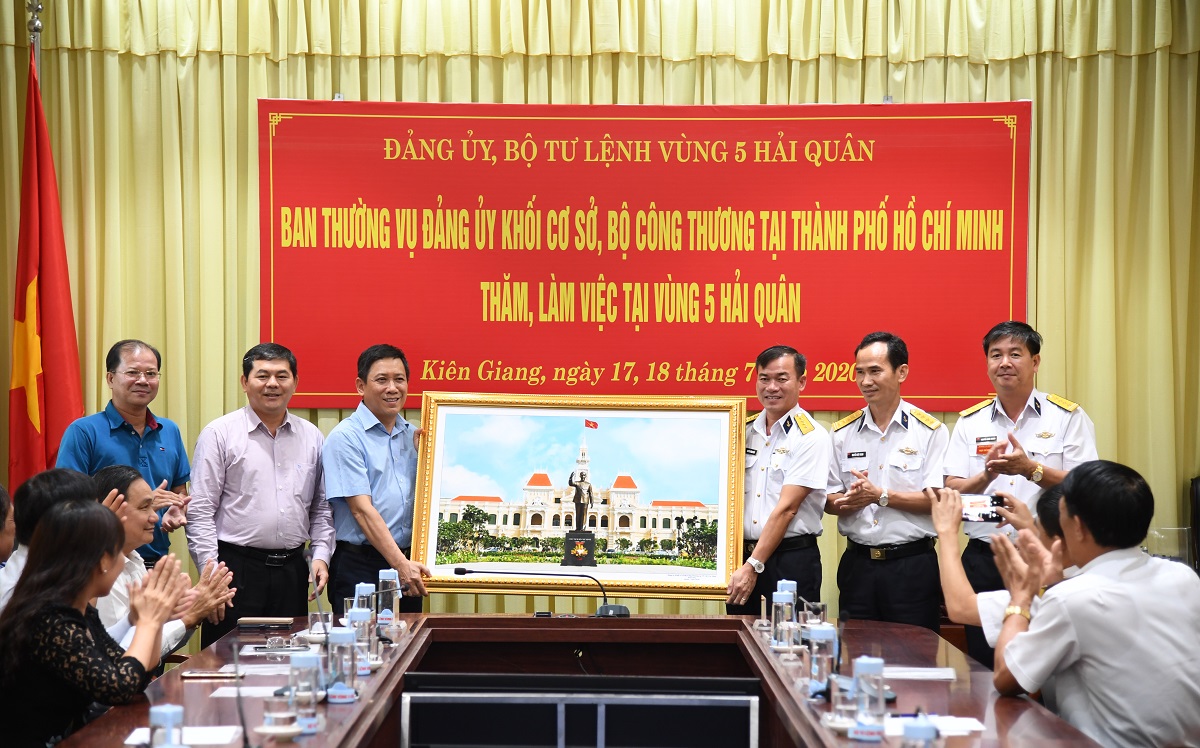 ĐẢNG ỦY, BỘ TƯ LỆNH VÙNG 5 HẢI QUÂN
BAN THƯỜNG VỤ ĐẢNG ỦY KHỐI CƠ SỞ, BỘ CÔNG THƯƠNG TẠI THÀNH PHỐ HỒ CHÍ MINH
THĂM, LÀM VIỆC TẠI VÙNG 5 HẢI QUÂN
Kiên Giang, ngày 17, 18 tháng 7 2020